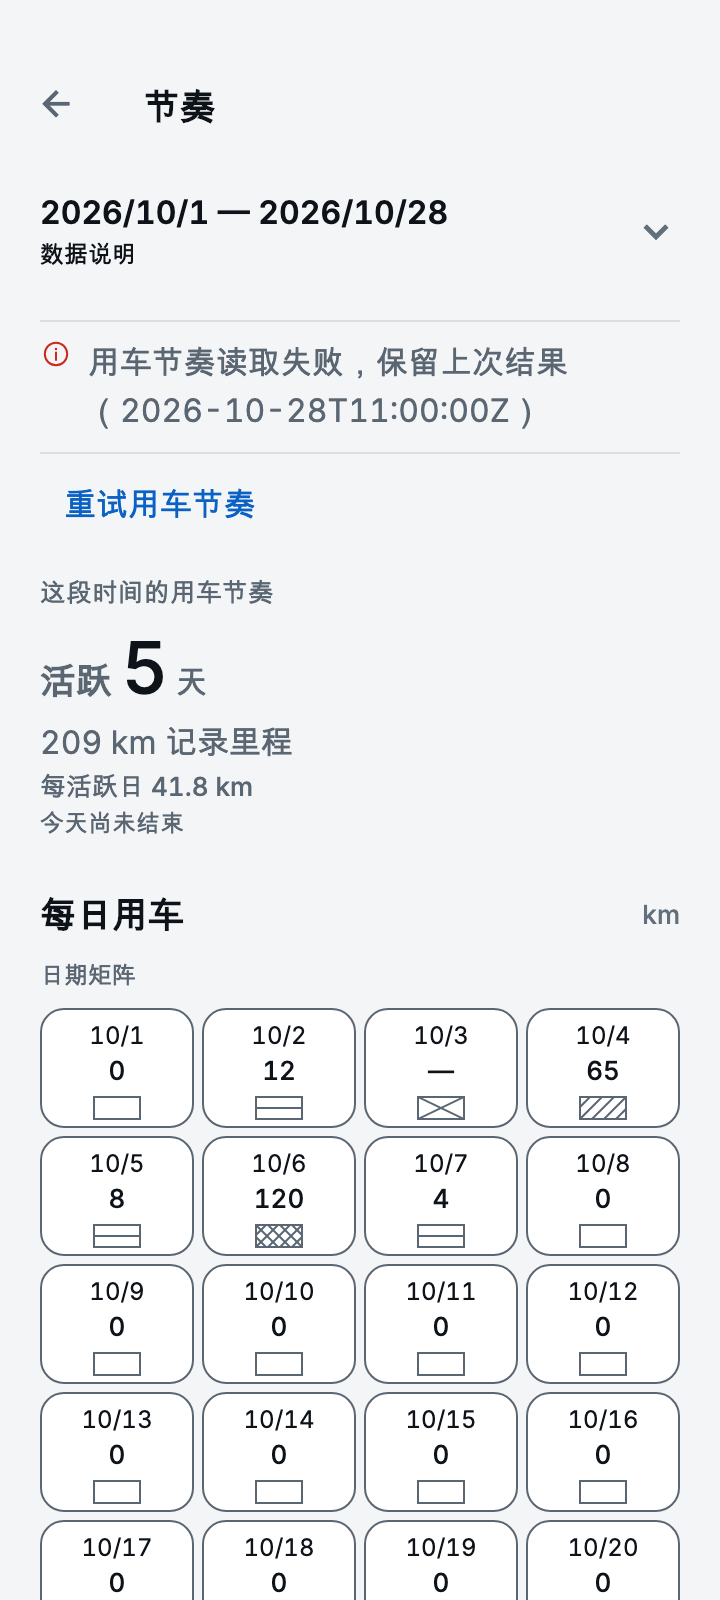 节奏
2026/10/1 — 2026/10/28
数据说明
用车节奏读取失败，保留上次结果
（2026-10-28T11:00:00Z）
重试用车节奏
这段时间的用车节奏
活跃 5 天
209 km 记录里程
每活跃日 41.8 km
今天尚未结束
每日用车 km
日期矩阵
10/1 10/2 10/3 10/4
0 12 — 65
10/5 10/6 10/7 10/8
8 120 4 0
10/9 10/10 10/11 10/12
0 0 0 0
10/13 10/14 10/15 10/16
0 0 0 0
10/17 10/18 10/19 10/20
0 0 0 0